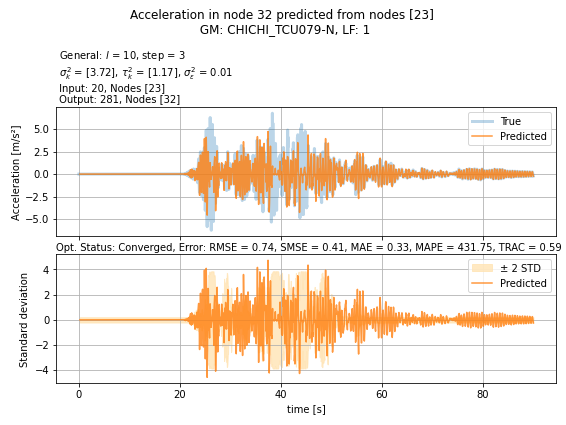 Acceleration in node 32 predicted from nodes [23]
GM: CHICHI_TCU079-N, LF: 1
General: l = 10, step = 3
σ²ₖ = [3.72], τ²ₖ = [1.17], σ²ε = 0.01
Input: 20, Nodes [23]
Output: 281, Nodes [32]
Acceleration [m/s²]
5.0
2.5
0.0
−2.5
−5.0
True
Predicted
Opt. Status: Converged, Error: RMSE = 0.74, SMSE = 0.41, MAE = 0.33, MAPE = 431.75, TRAC = 0.59
Standard deviation
4
2
0
−2
−4
± 2 STD
Predicted
0 20 40 60 80
time [s]